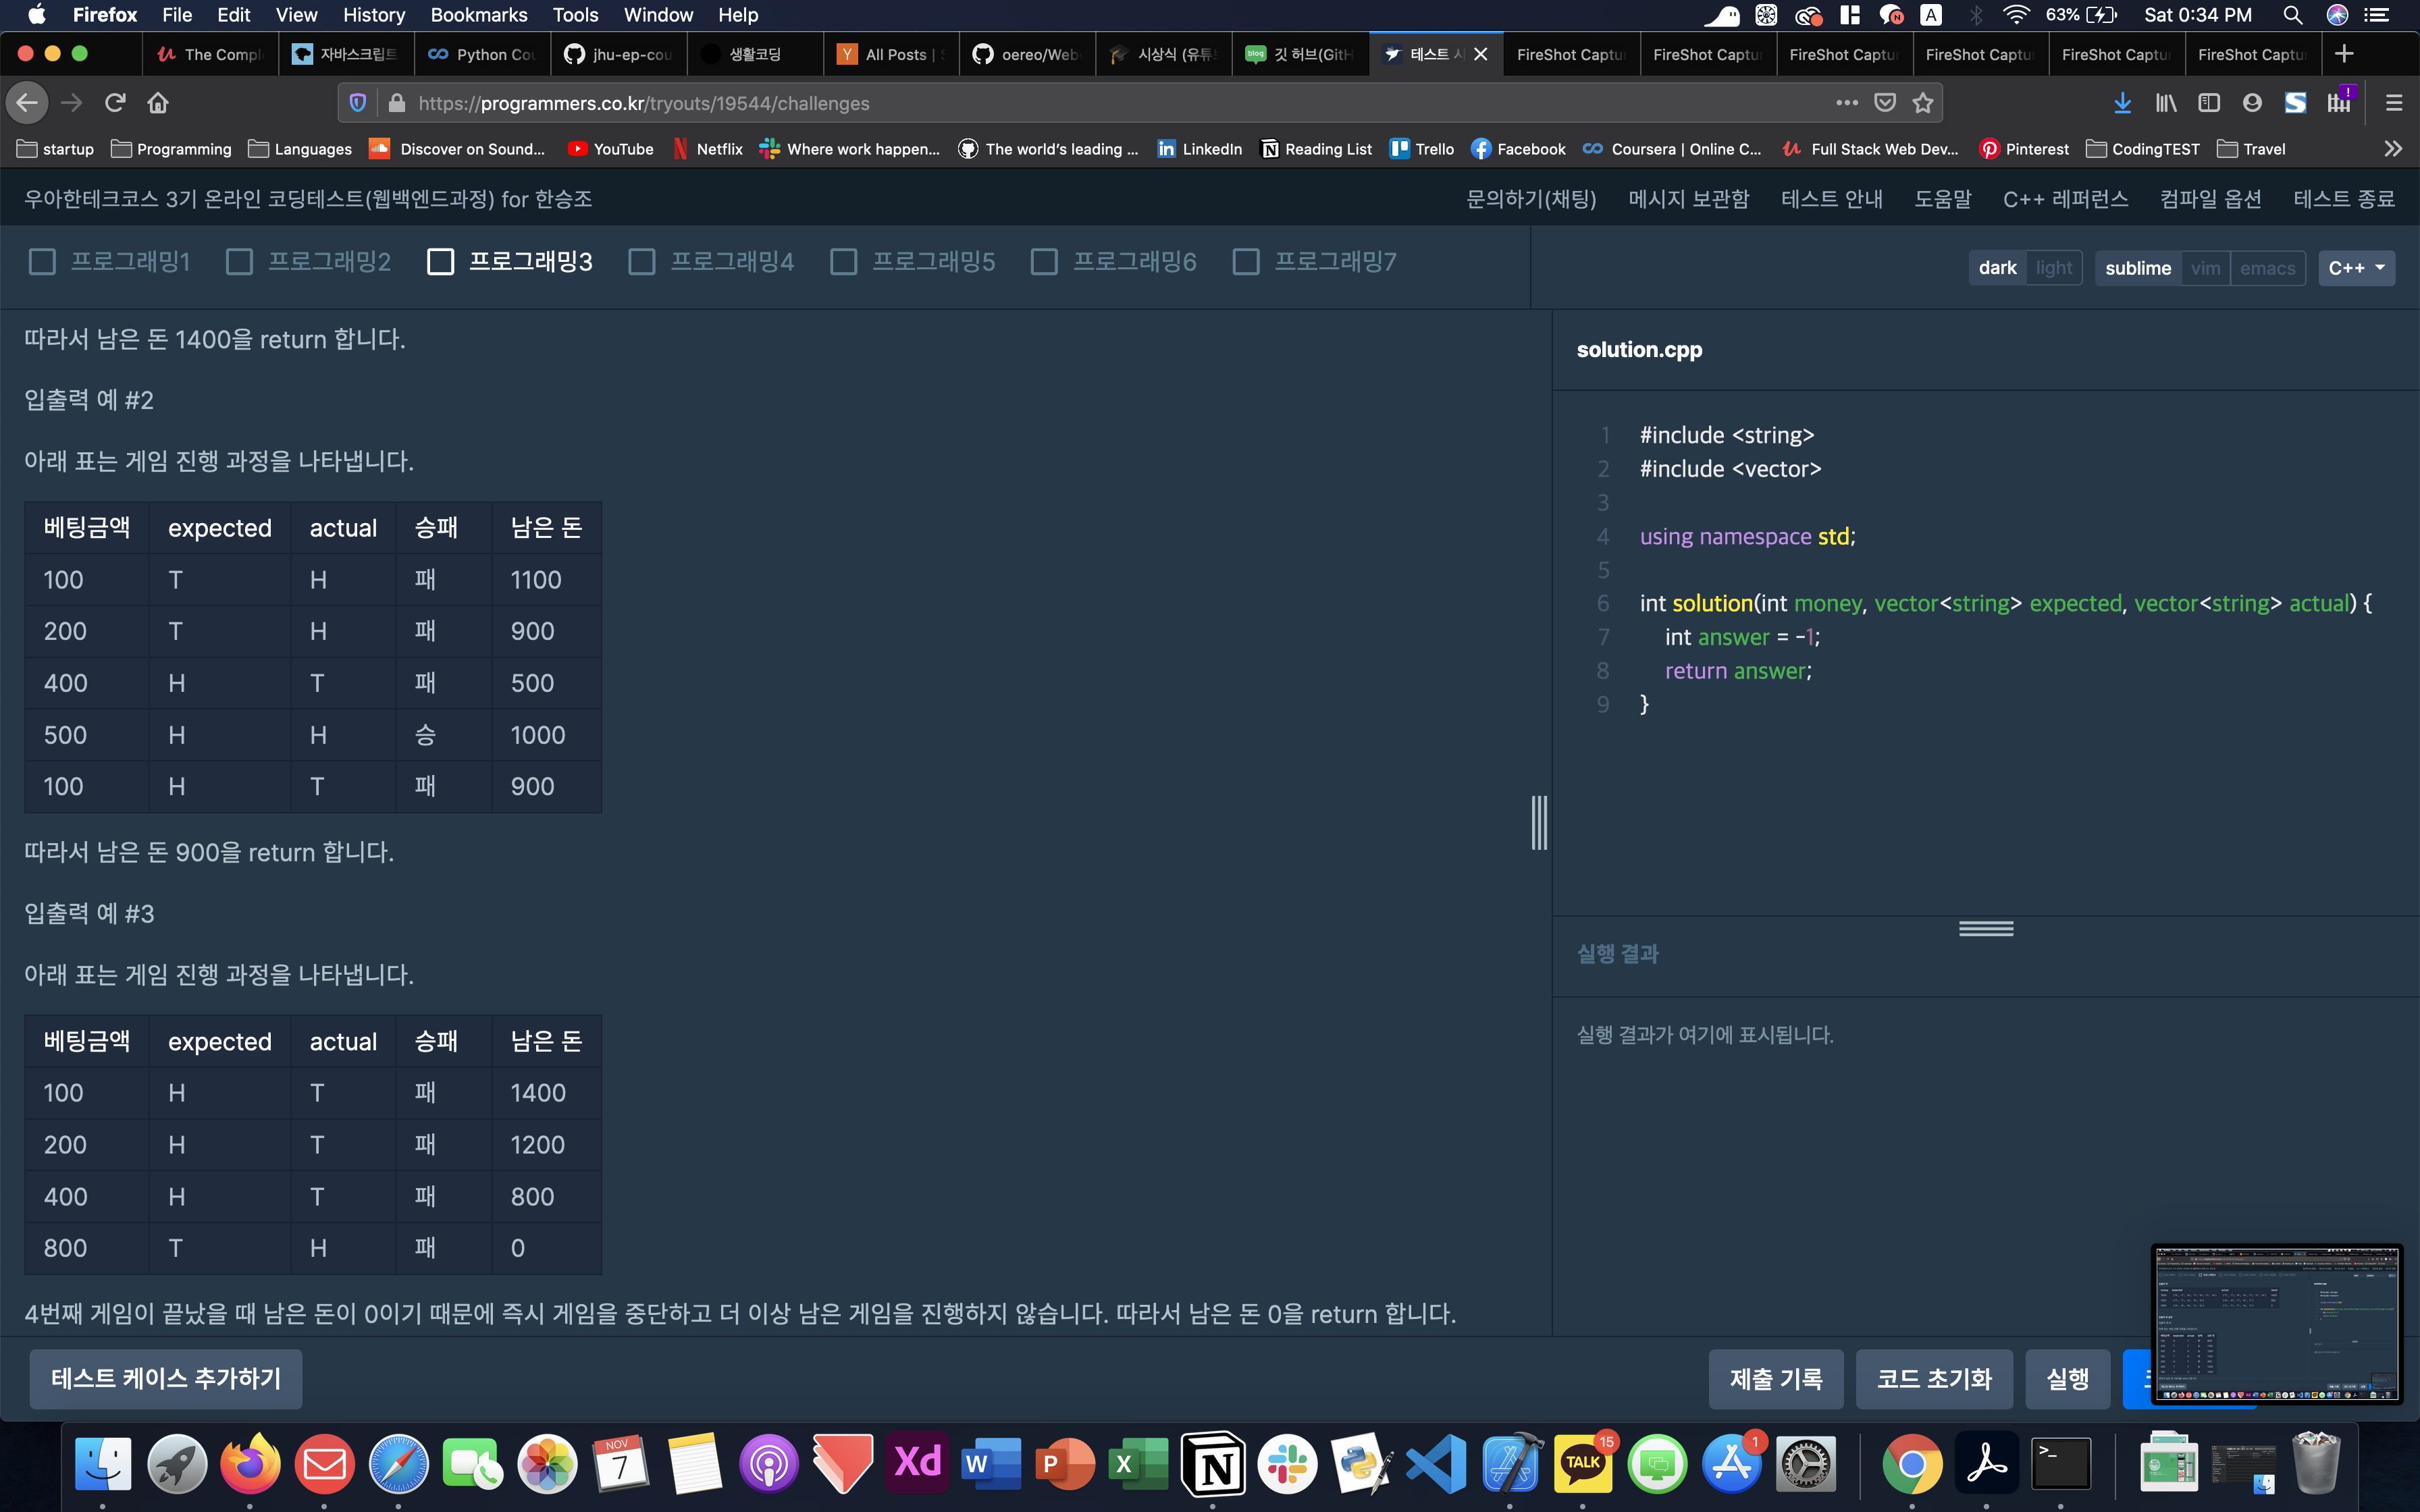 Firefox File Edit View History Bookmarks Tools Window Help 63% Sat 0:34 PM
The Compl 자바스크립트 Python Cou jhu-ep-cou 생활코딩 All Posts | oereo/Web 시상식 (유튜 깃 허브(GitH 테스트 시 FireShot Captur FireShot Captur FireShot Captur FireShot Captur FireShot Captur FireShot Captur
https://programmers.co.kr/tryouts/19544/challenges
startup Programming Languages Discover on Sound... YouTube Netflix Where work happen... The world's leading ... LinkedIn Reading List Trello Facebook Coursera | Online C... Full Stack Web Dev... Pinterest CodingTEST Travel
우아한테크코스 3기 온라인 코딩테스트(웹백엔드과정) for 한승조 문의하기(채팅) 메시지 보관함 테스트 안내 도움말 C++ 레퍼런스 컴파일 옵션 테스트 종료
프로그래밍1 프로그래밍2 프로그래밍3 프로그래밍4 프로그래밍5 프로그래밍6 프로그래밍7 dark light sublime vim emacs C++
따라서 남은 돈 1400을 return 합니다.
입출력 예 #2
아래 표는 게임 진행 과정을 나타냅니다.
베팅금액 expected actual 승패 남은 돈
100 T H 패 1100
200 T H 패 900
400 H T 패 500
500 H H 승 1000
100 H T 패 900
따라서 남은 돈 900을 return 합니다.
입출력 예 #3
아래 표는 게임 진행 과정을 나타냅니다.
베팅금액 expected actual 승패 남은 돈
100 H T 패 1400
200 H T 패 1200
400 H T 패 800
800 T H 패 0
4번째 게임이 끝났을 때 남은 돈이 0이기 때문에 즉시 게임을 중단하고 더 이상 남은 게임을 진행하지 않습니다. 따라서 남은 돈 0을 return 합니다.
solution.cpp
1 #include <string>
2 #include <vector>
3
4 using namespace std;
5
6 int solution(int money, vector<string> expected, vector<string> actual) {
7 int answer = -1;
8 return answer;
9 }
실행 결과
실행 결과가 여기에 표시됩니다.
테스트 케이스 추가하기 제출 기록 코드 초기화 실행
NOV 7 Xd W P X N TALK 15 1